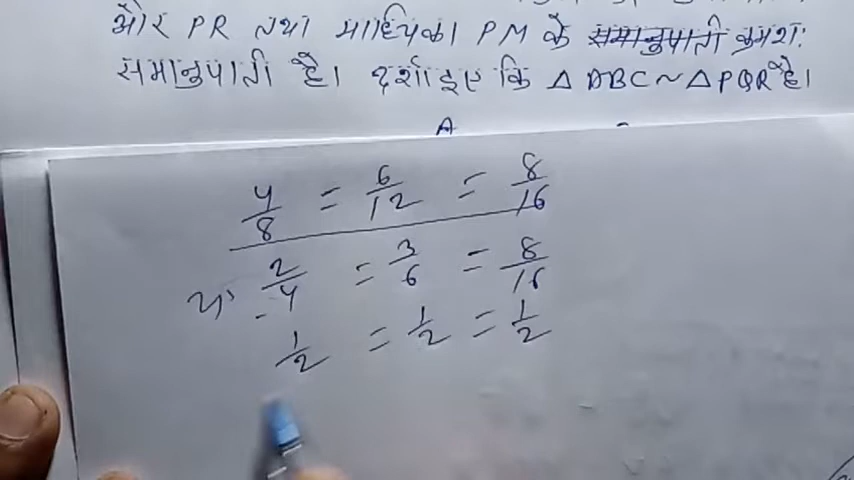 और PR तथा माध्यिका PM के समानुपाती क्रमशः
समानुपाती है। दर्शाइए कि △ ABC ~ △ PQR है।
A
4/8 = 6/12 = 8/16
2/4 = 3/6 = 8/16
1/2 = 1/2 = 1/2